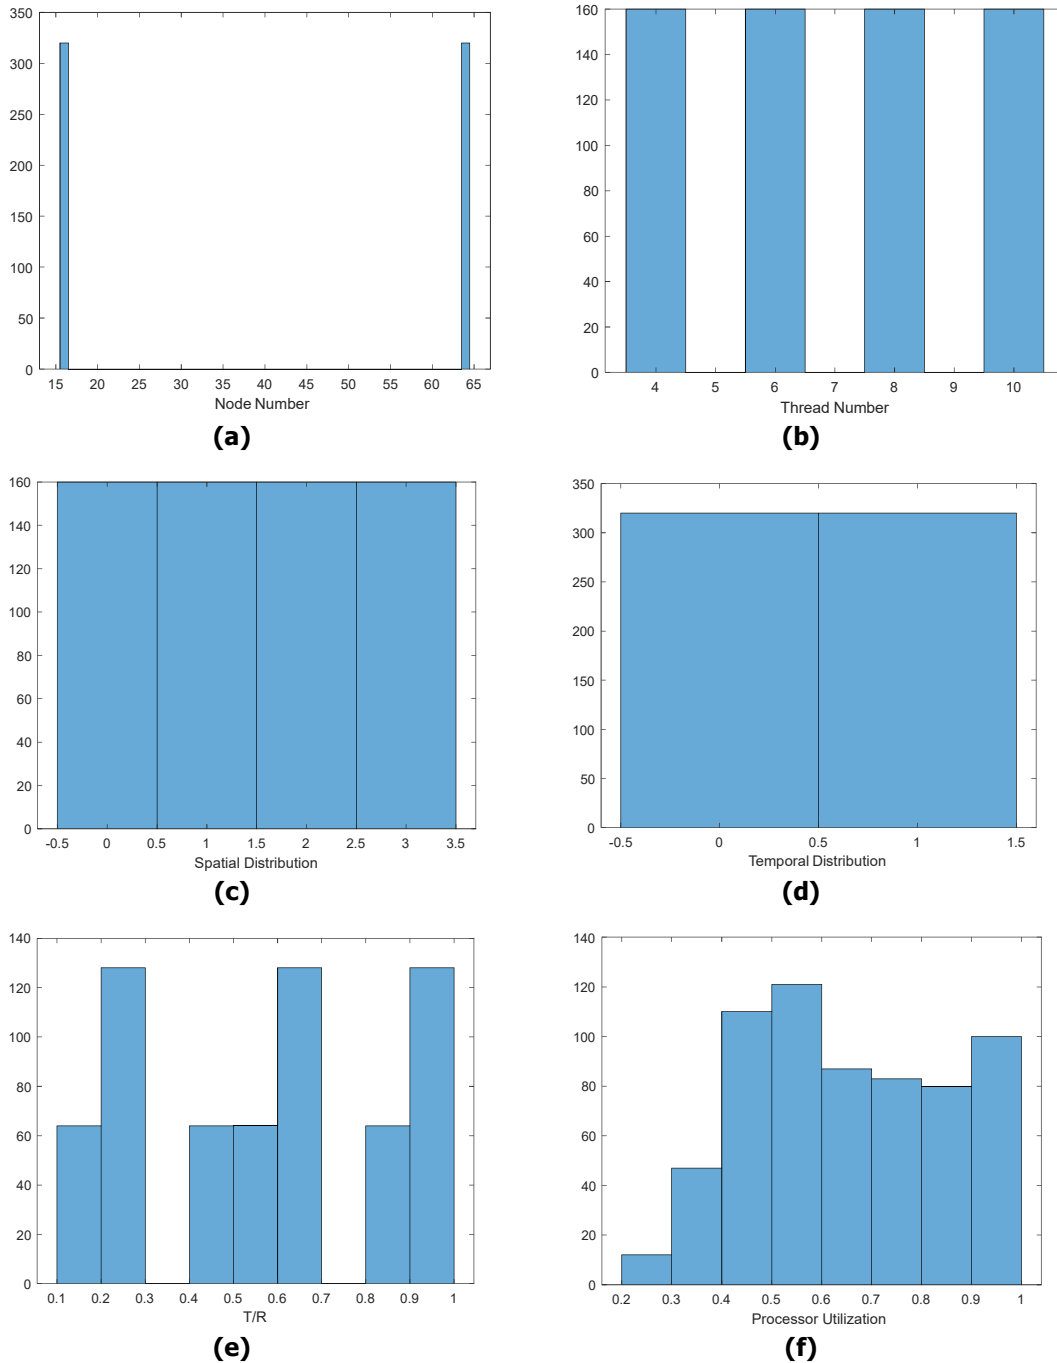 350
300
250
200
150
100
50
0
15 20 25 30 35 40 45 50 55 60 65
Node Number
(a)
160
140
120
100
80
60
40
20
0
4 5 6 7 8 9 10
Thread Number
(b)
160
140
120
100
80
60
40
20
0
-0.5 0 0.5 1 1.5 2 2.5 3 3.5
Spatial Distribution
(c)
350
300
250
200
150
100
50
0
-0.5 0 0.5 1 1.5
Temporal Distribution
(d)
140
120
100
80
60
40
20
0
0.1 0.2 0.3 0.4 0.5 0.6 0.7 0.8 0.9 1
T/R
(e)
140
120
100
80
60
40
20
0
0.2 0.3 0.4 0.5 0.6 0.7 0.8 0.9 1
Processor Utilization
(f)